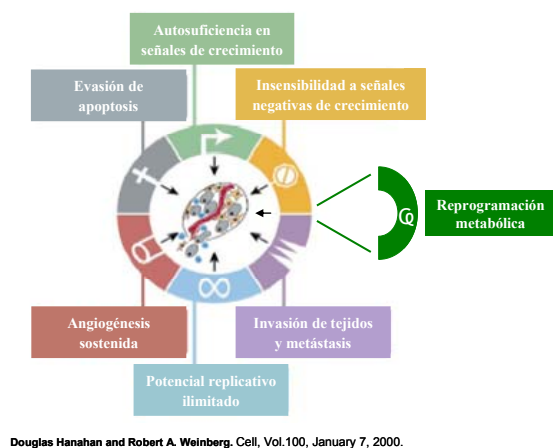 Autosuficiencia en
señales de crecimiento
Evasión de
apoptosis
Insensibilidad a señales
negativas de crecimiento
Reprogramación
metabólica
Angiogénesis
sostenida
Invasión de tejidos
y metástasis
Potencial replicativo
ilimitado
Douglas Hanahan and Robert A. Weinberg. Cell, Vol.100, January 7, 2000.